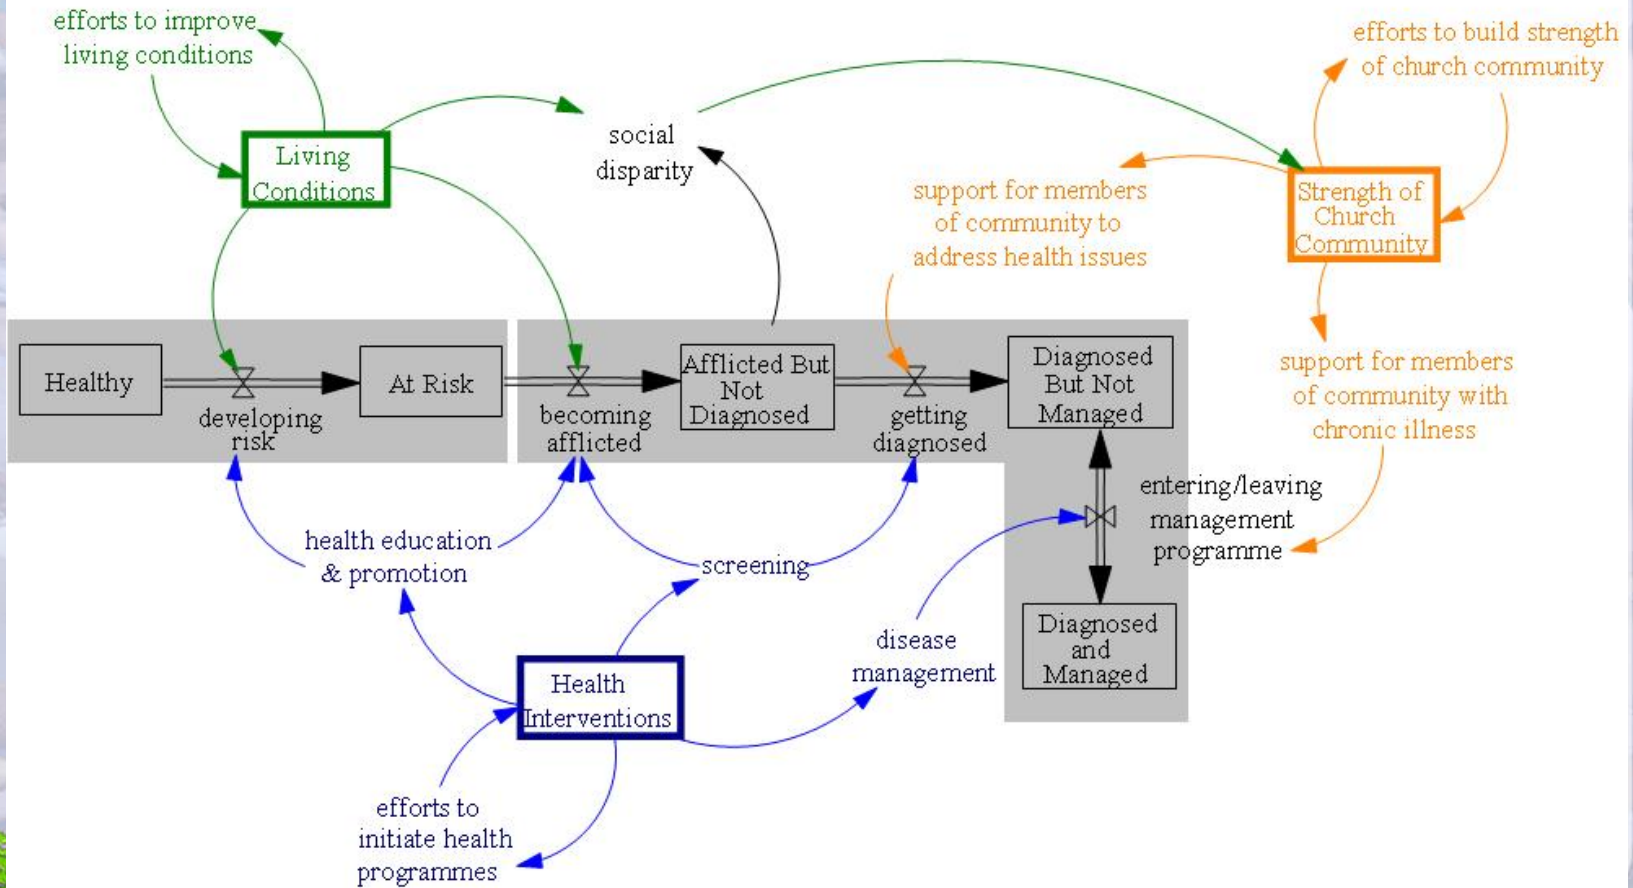 efforts to improve
living conditions
Living
Conditions
social
disparity
efforts to build strength
of church community
support for members
of community to
address health issues
Strength of
Church
Community
Healthy
developing
risk
At Risk
becoming
afflicted
Afflicted But
Not
Diagnosed
getting
diagnosed
Diagnosed
But Not
Managed
support for members
of community with
chronic illness
entering/leaving
management
programme
health education
& promotion
screening
disease
management
Diagnosed
and
Managed
Health
Interventions
efforts to
initiate health
programmes